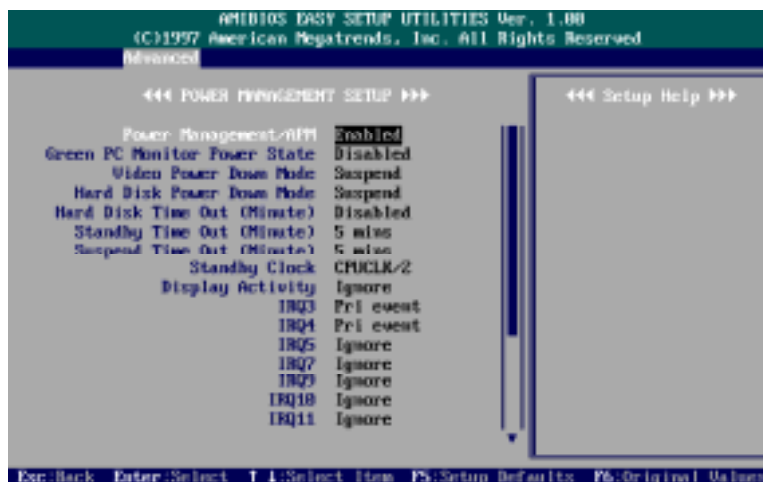 AMIBIOS EASY SETUP UTILITIES Ver. 1.00
(C)1997 American Megatrends, Inc. All Rights Reserved
Advanced
POWER MANAGEMENT SETUP
Setup Help
Power Management/APM Enabled
Green PC Monitor Power State Disabled
Video Power Down Mode Suspend
Hard Disk Power Down Mode Suspend
Hard Disk Time Out (Minute) Disabled
Standby Time Out (Minute) 5 mins
Suspend Time Out (Minute) 5 mins
Standby Clock CPUCLK/2
Display Activity Ignore
IRQ3 Pri event
IRQ4 Pri event
IRQ5 Ignore
IRQ7 Ignore
IRQ9 Ignore
IRQ10 Ignore
IRQ11 Ignore
Esc:Back Enter:Select ↑↓:Select Item F5:Setup Defaults F6:Original Values